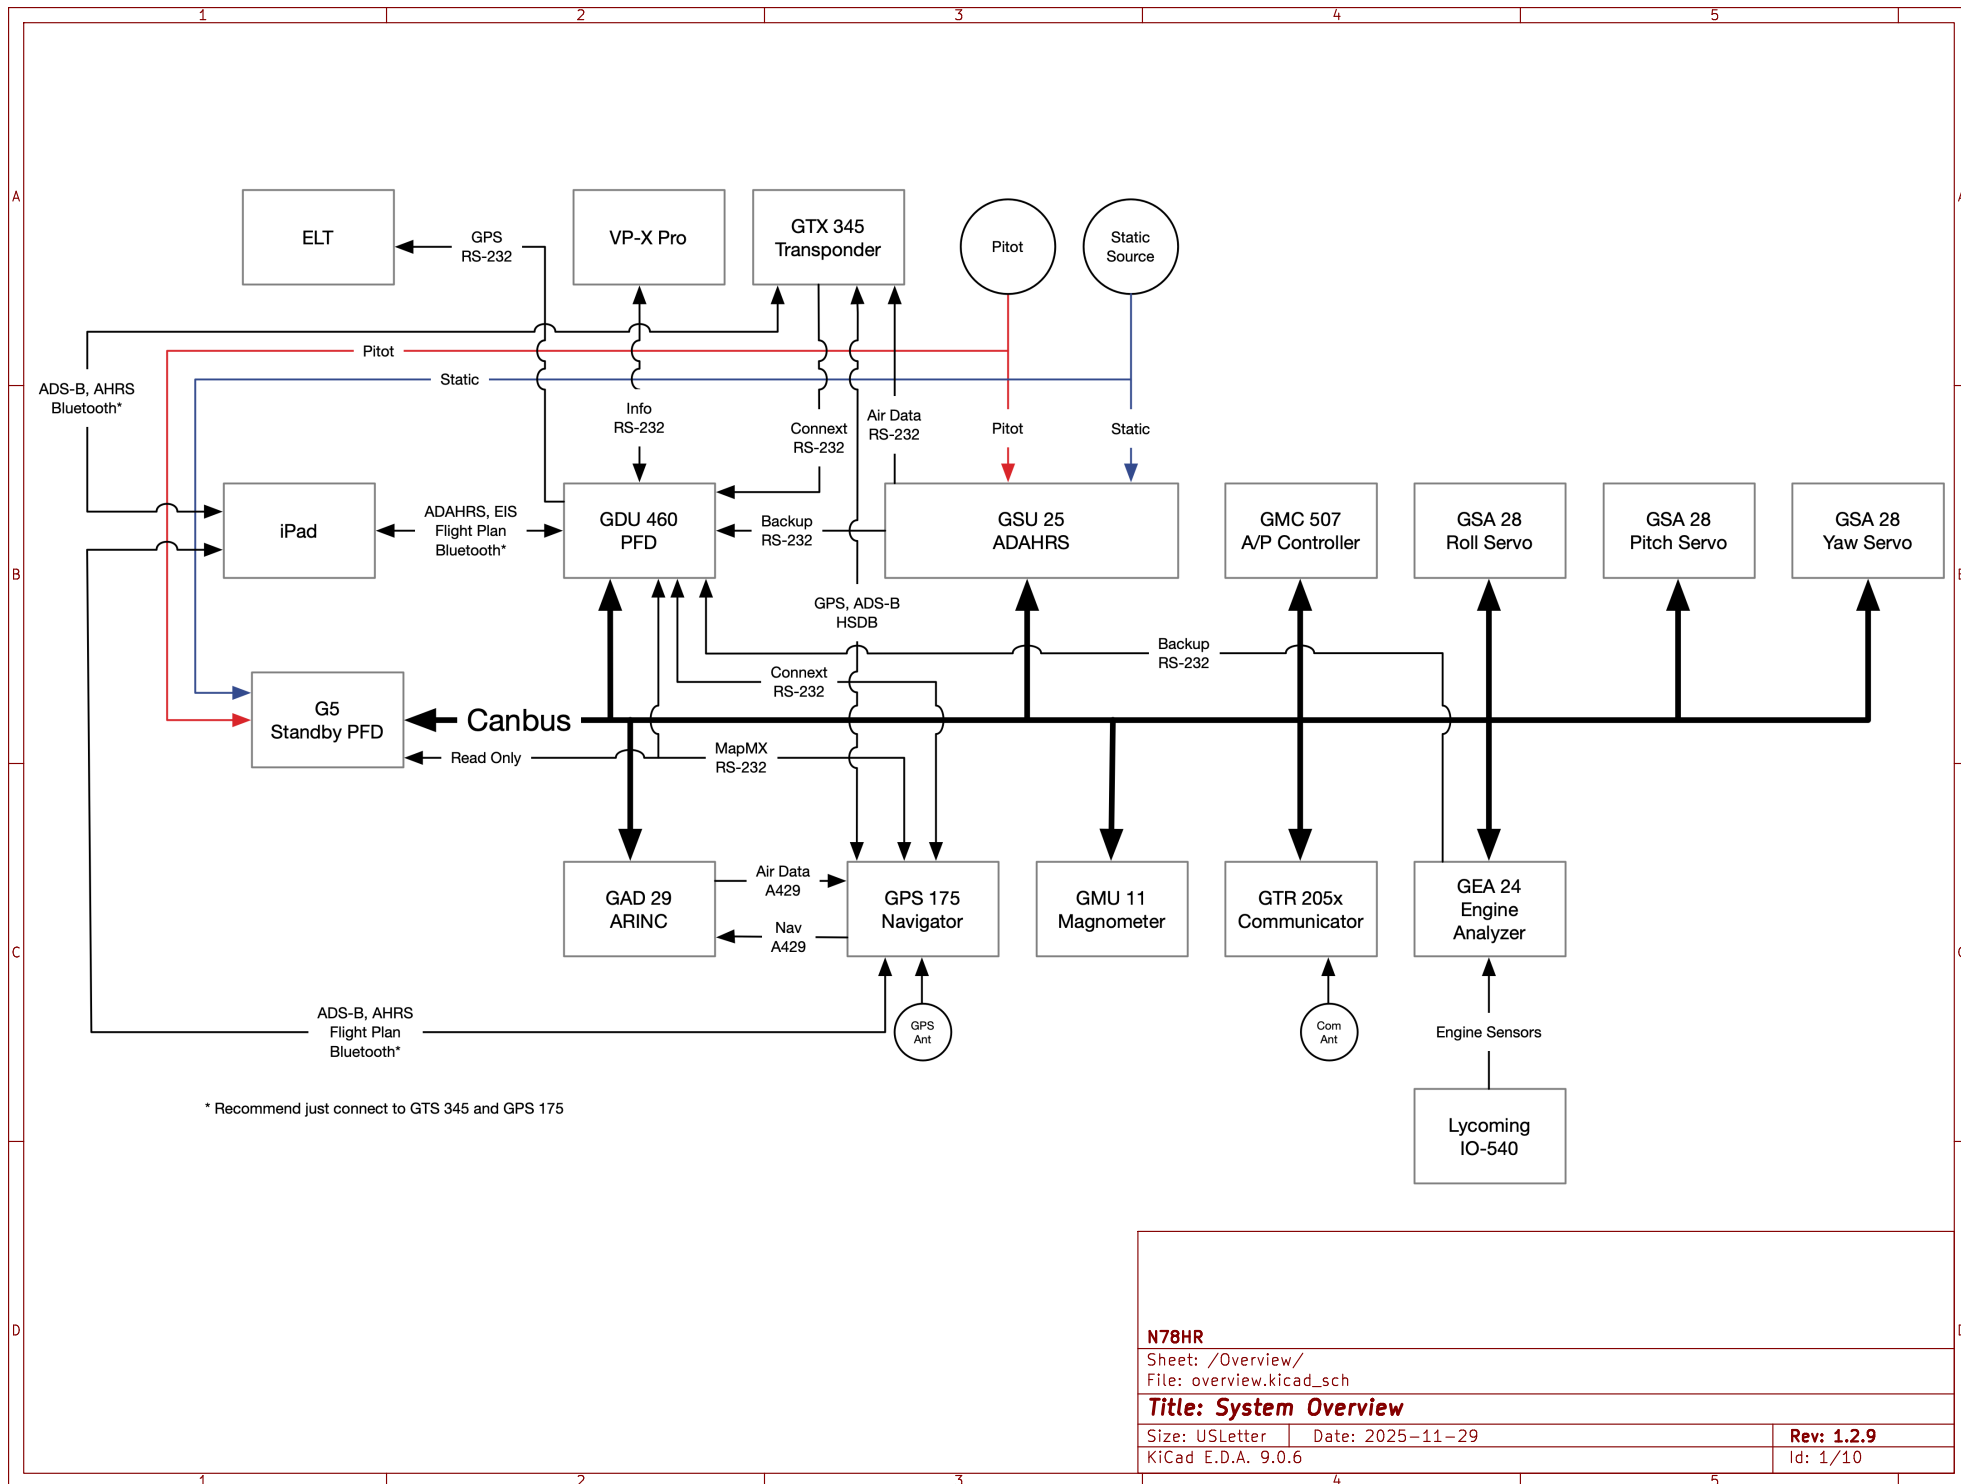 1
2
3
4
5
A
A
ELT
GPS
RS-232
VP-X Pro
GTX 345
Transponder
Pitot
Static
Source
Pitot
Static
ADS-B, AHRS
Bluetooth*
Info
RS-232
Connext
RS-232
Air Data
RS-232
Pitot
Static
iPad
ADAHRS, EIS
Flight Plan
Bluetooth*
GDU 460
PFD
Backup
RS-232
GSU 25
ADAHRS
GMC 507
A/P Controller
GSA 28
Roll Servo
GSA 28
Pitch Servo
GSA 28
Yaw Servo
B
B
GPS, ADS-B
HSDB
Backup
RS-232
Connext
RS-232
G5
Standby PFD
Canbus
Read Only
MapMX
RS-232
GAD 29
ARINC
Air Data
A429
Nav
A429
GPS 175
Navigator
GMU 11
Magnometer
GTR 205x
Communicator
GEA 24
Engine
Analyzer
C
C
ADS-B, AHRS
Flight Plan
Bluetooth*
GPS
Ant
Com
Ant
Engine Sensors
* Recommend just connect to GTS 345 and GPS 175
Lycoming
IO-540
D
D
N78HR
Sheet: /Overview/
File: overview.kicad_sch
Title: System Overview
Size: USLetter
Date: 2025-11-29
Rev: 1.2.9
KiCad E.D.A. 9.0.6
Id: 1/10
1
2
3
4
5